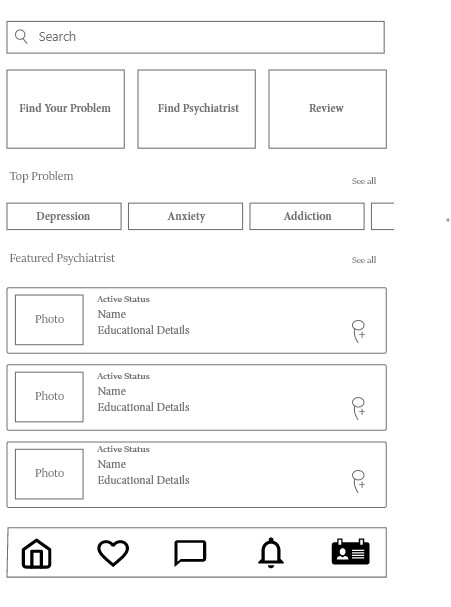 Search
Find Your Problem
Find Psychiatrist
Review
Top Problem
See all
Depression
Anxiety
Addiction
Featured Psychiatrist
See all
Photo
Active Status
Name
Educational Details
Photo
Active Status
Name
Educational Details
Photo
Active Status
Name
Educational Details